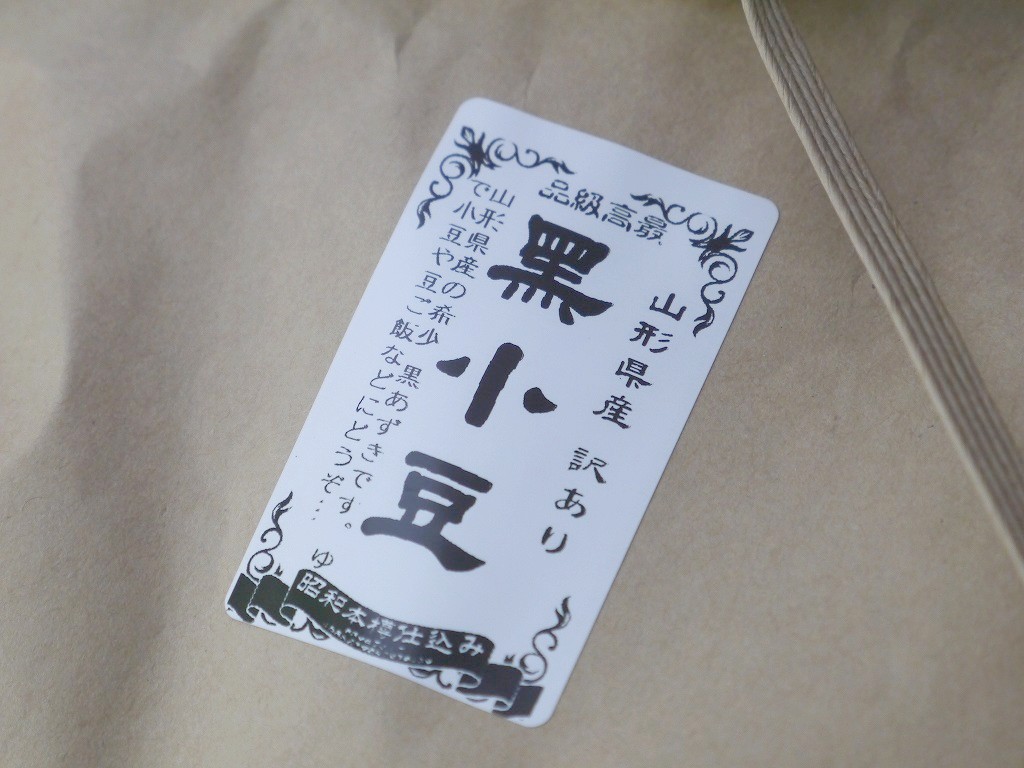 品級高最
山形県産 訳あり
黑小豆
山形県産の希少黒あずきです。
で小豆や豆ご飯などにどうぞ…
ゆ
昭和本樽仕込み